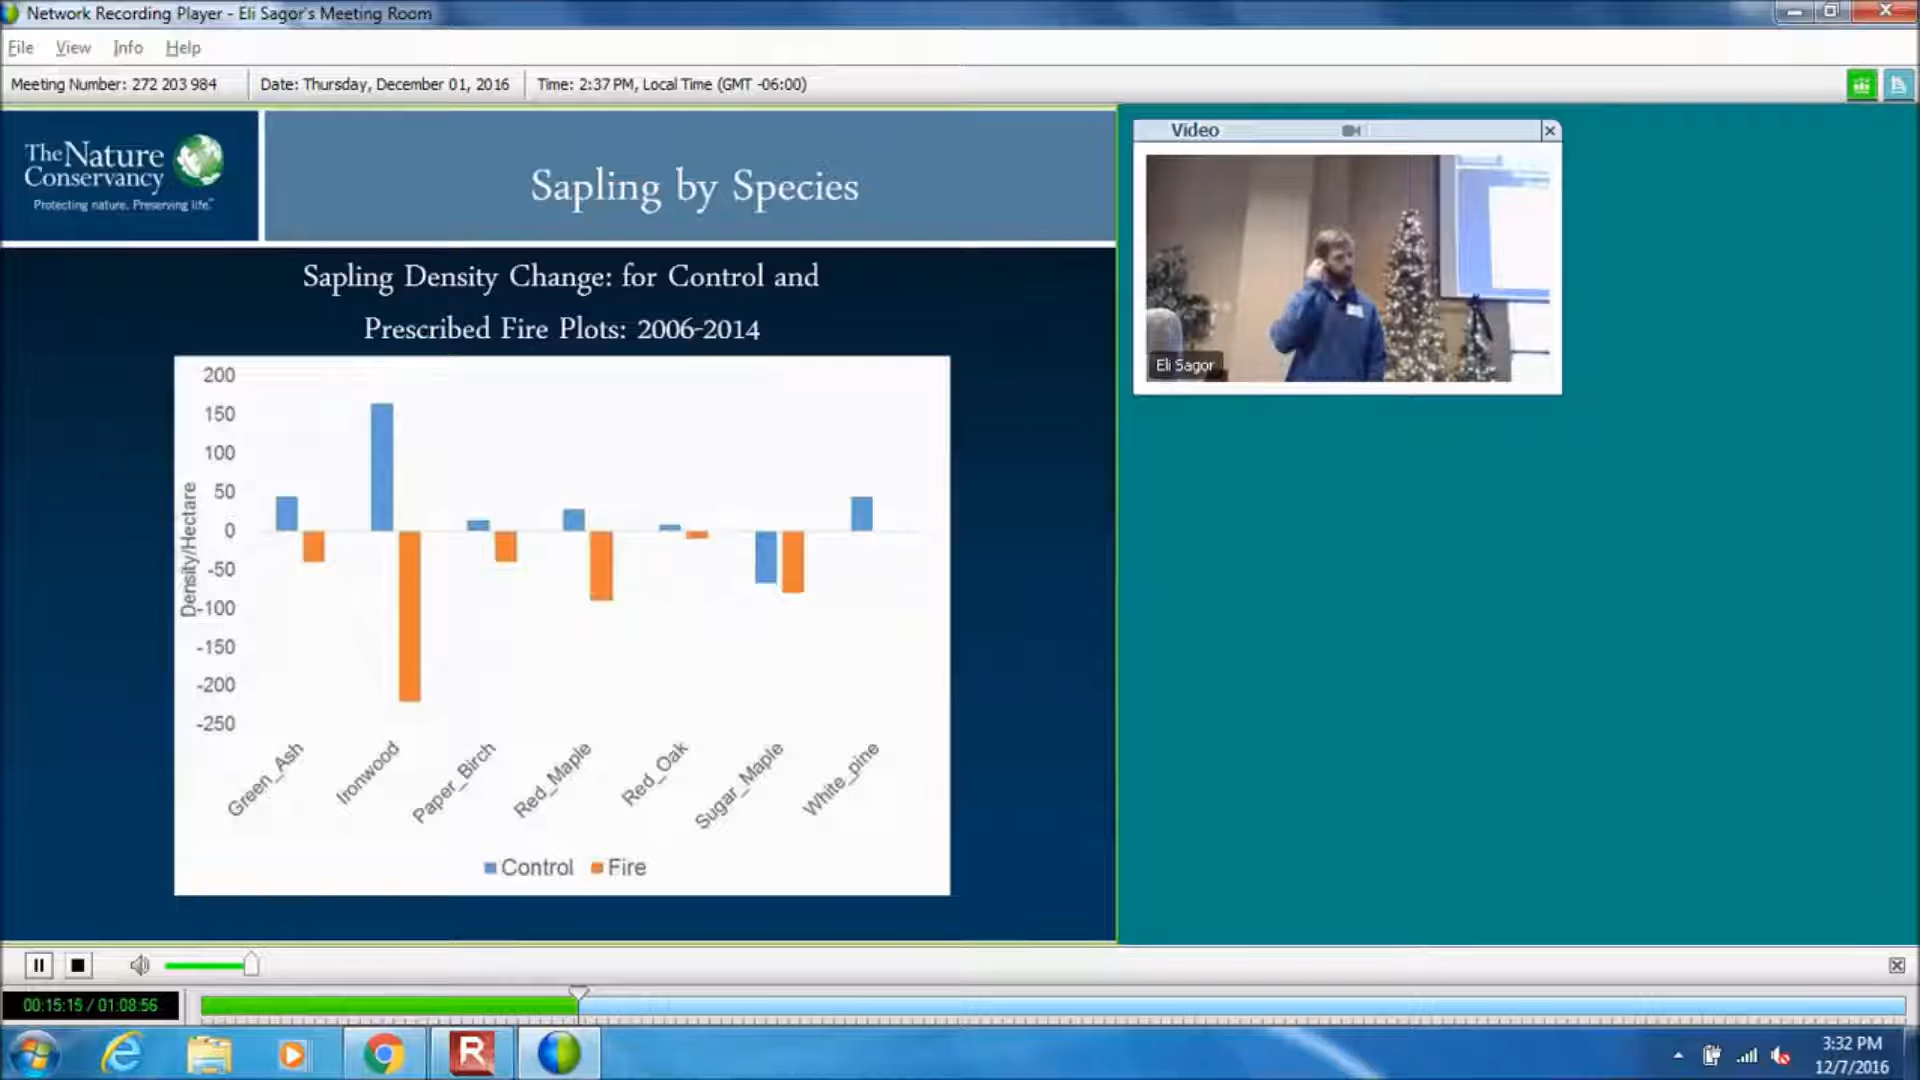 Network Recording Player - Eli Sagor's Meeting Room
File View Info Help
Meeting Number: 272 203 984 Date: Thursday, December 01, 2016 Time: 2:37 PM, Local Time (GMT -06:00)
The Nature
Conservancy
Protecting nature. Preserving life.™
Sapling by Species
Sapling Density Change: for Control and
Prescribed Fire Plots: 2006-2014
200
150
100
50
0
-50
-100
-150
-200
-250
Density/Hectare
Green_Ash
Ironwood
Paper_Birch
Red_Maple
Red_Oak
Sugar_Maple
White_pine
Control Fire
Video
Eli Sagor
00:15:15 / 01:08:56
R
3:32 PM
12/7/2016